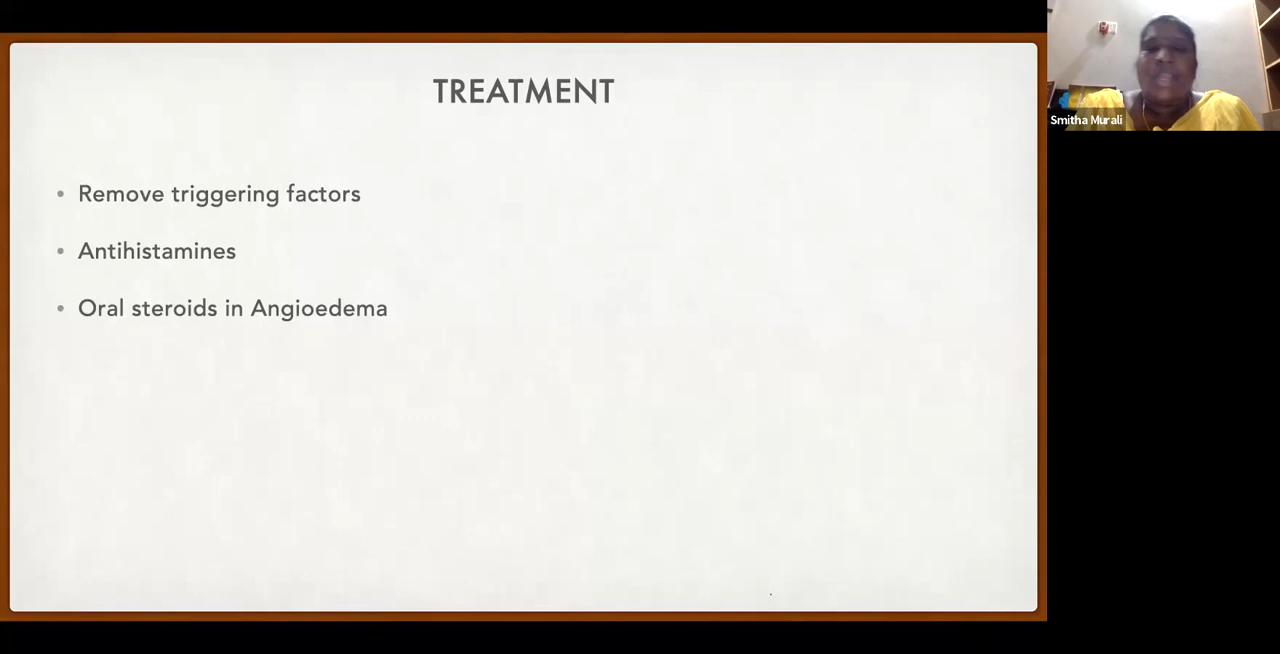 TREATMENT
• Remove triggering factors
• Antihistamines
• Oral steroids in Angioedema
Smitha Murali